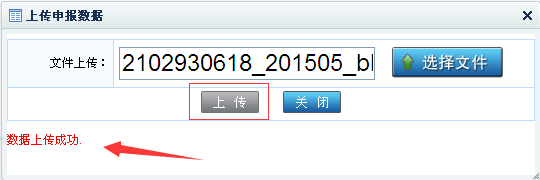 上传申报数据
文件上传： 2102930618_201505_bl 选择文件
上 传 关 闭
数据上传成功.